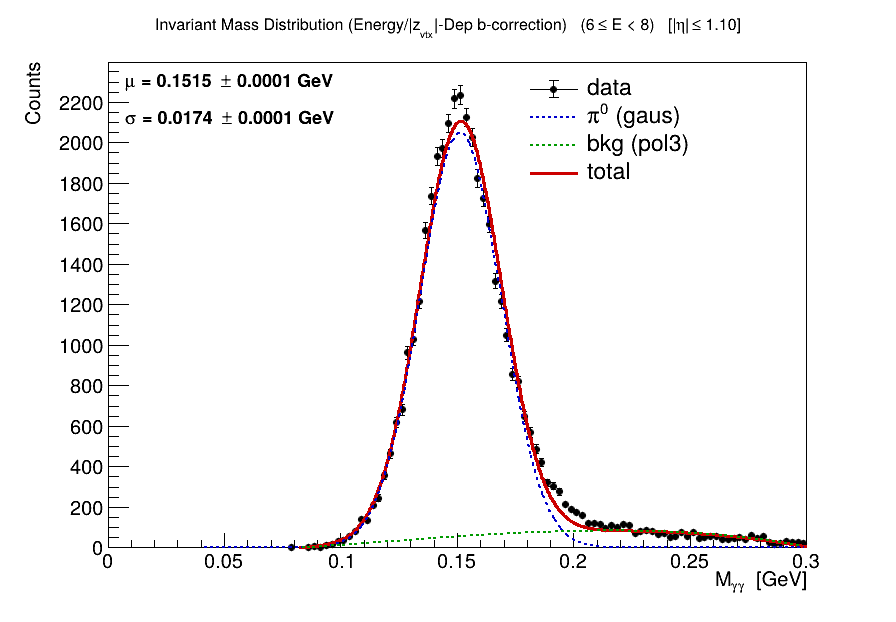 Invariant Mass Distribution (Energy/|z_vtx|-Dep b-correction) (6 ≤ E < 8) [|η| ≤ 1.10]
Counts
μ = 0.1515 ± 0.0001 GeV
σ = 0.0174 ± 0.0001 GeV
data
π⁰ (gaus)
bkg (pol3)
total
2200
2000
1800
1600
1400
1200
1000
800
600
400
200
0
0 0.05 0.1 0.15 0.2 0.25 0.3
M_γγ [GeV]